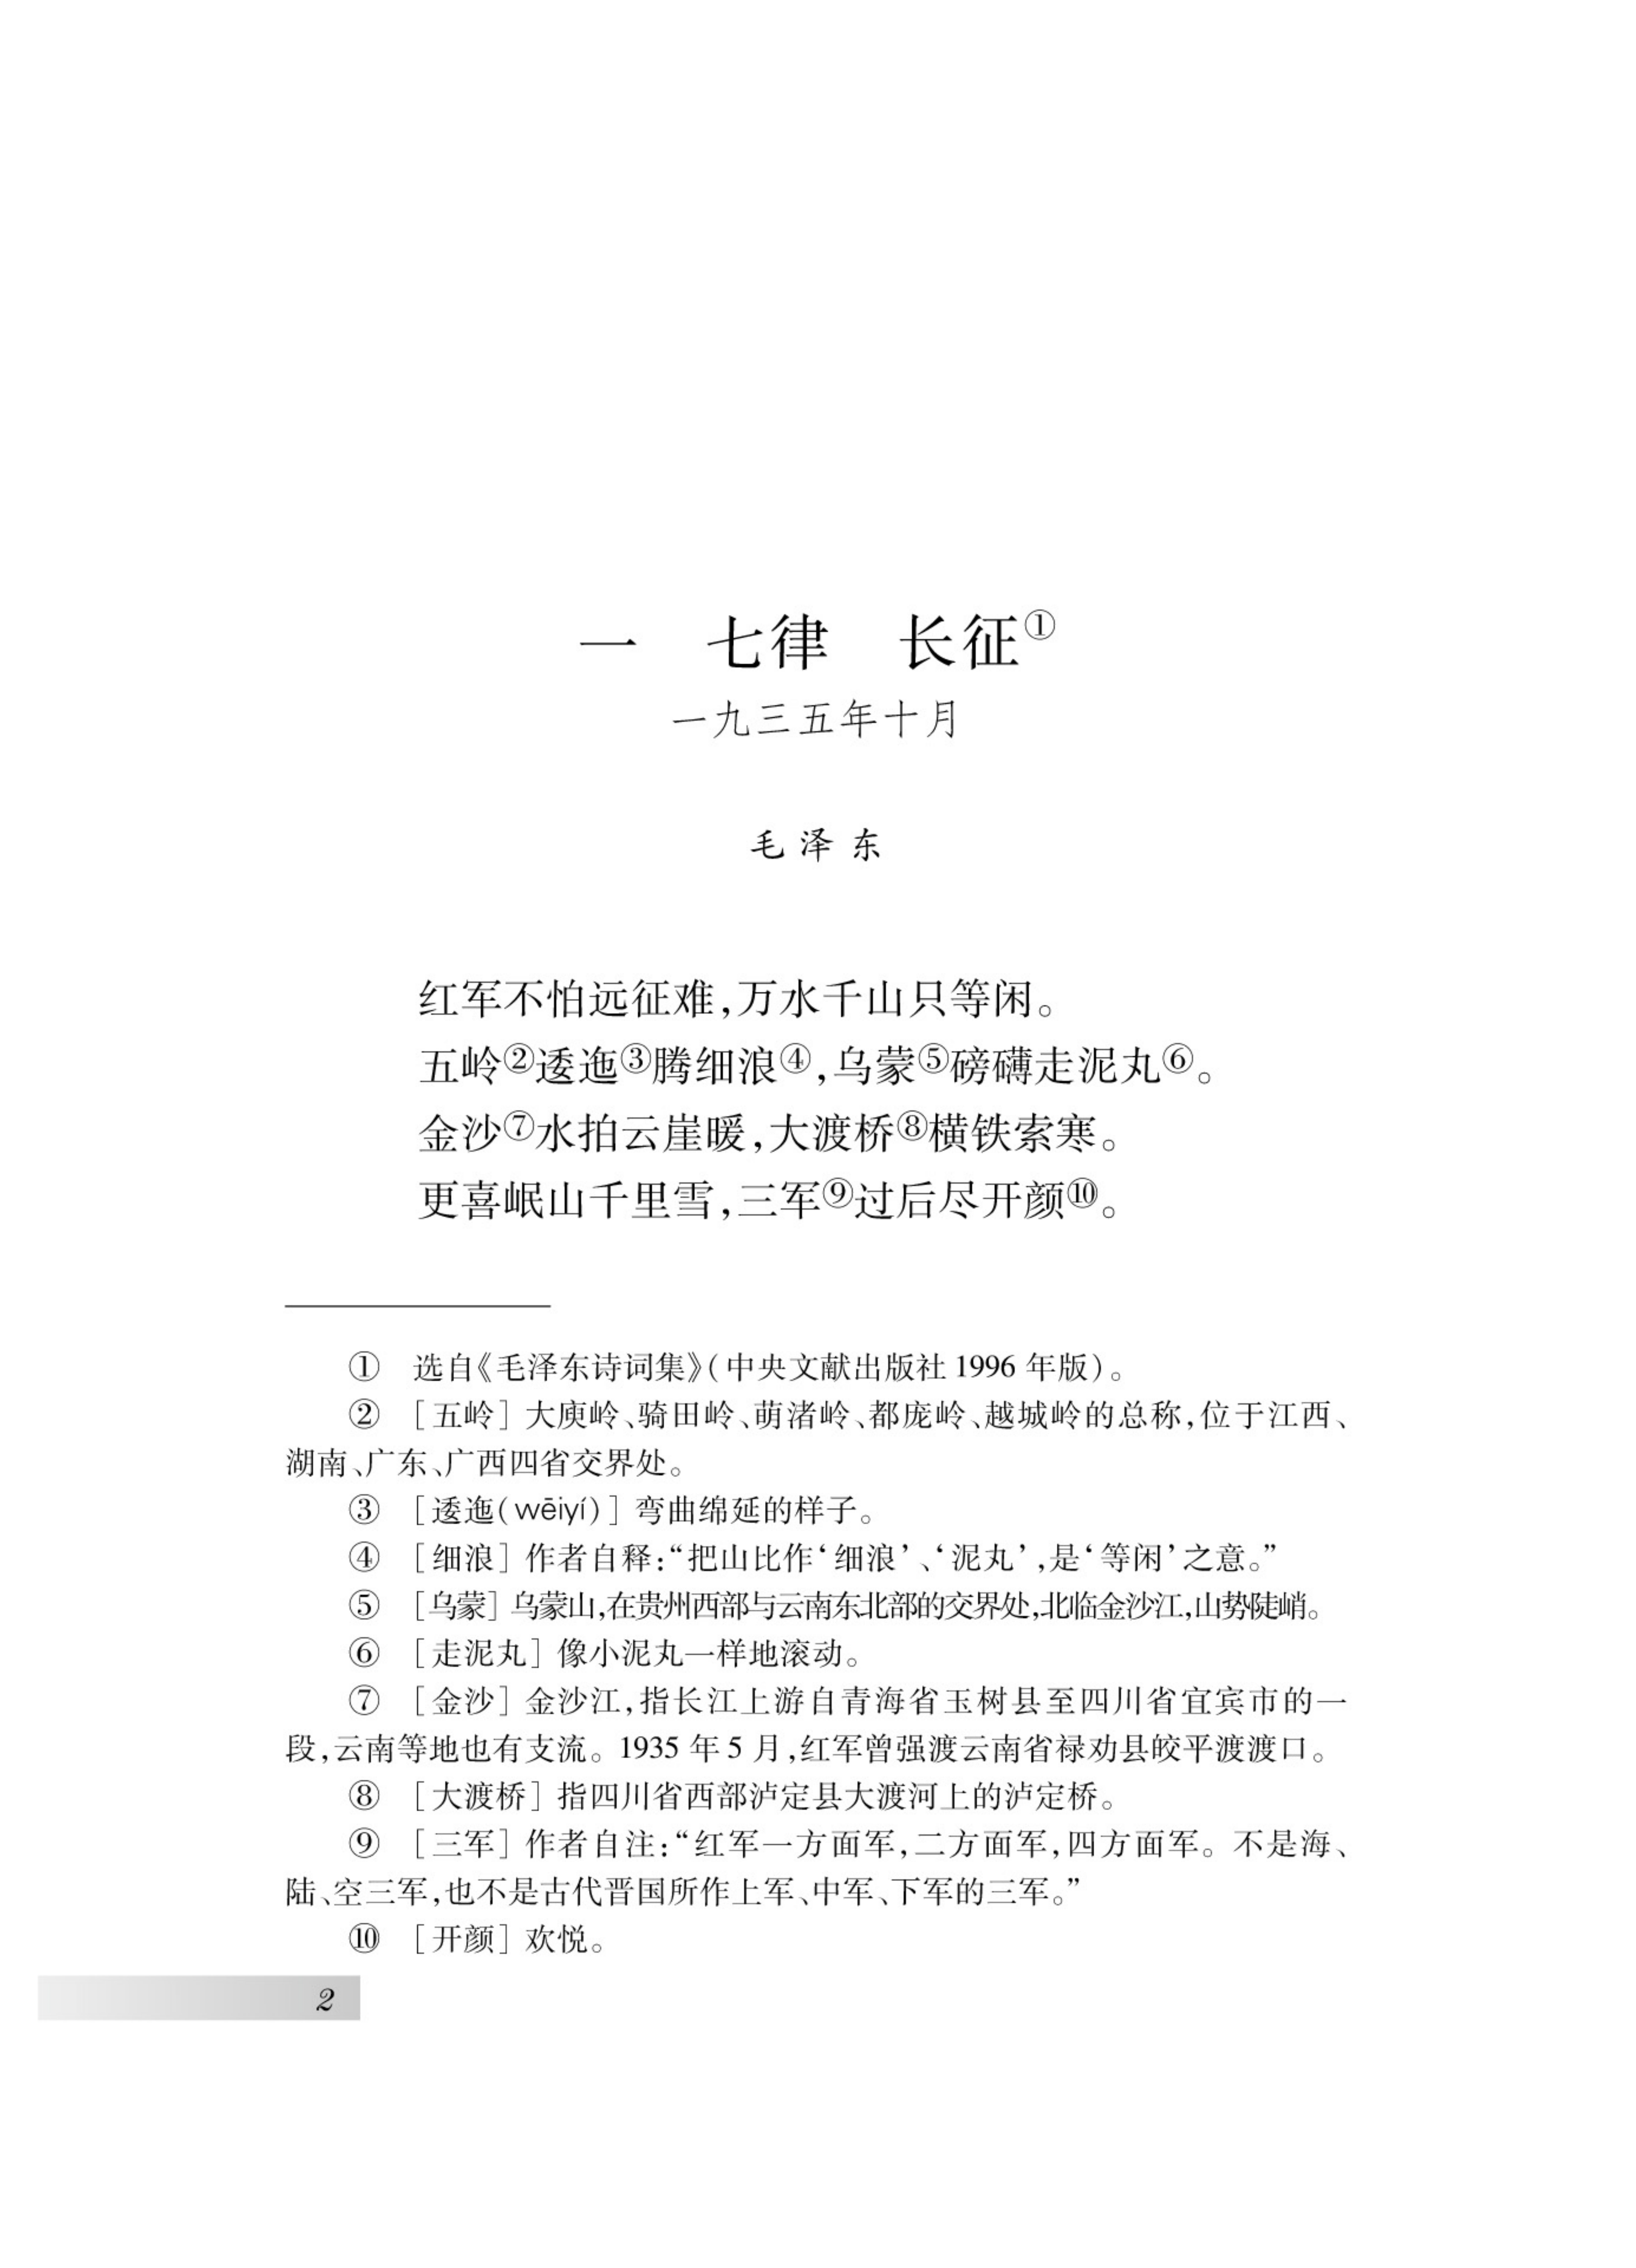 一 七律 长征①
一九三五年十月
毛泽东
红军不怕远征难,万水千山只等闲。
五岭②逶迤③腾细浪④,乌蒙⑤磅礴走泥丸⑥。
金沙⑦水拍云崖暖,大渡桥⑧横铁索寒。
更喜岷山千里雪,三军⑨过后尽开颜⑩。
① 选自《毛泽东诗词集》(中央文献出版社1996年版)。
② [五岭] 大庾岭、骑田岭、萌渚岭、都庞岭、越城岭的总称,位于江西、
湖南、广东、广西四省交界处。
③ [逶迤(wēiyí)] 弯曲绵延的样子。
④ [细浪] 作者自释:“把山比作‘细浪’、‘泥丸’,是‘等闲’之意。”
⑤ [乌蒙] 乌蒙山,在贵州西部与云南东北部的交界处,北临金沙江,山势陡峭。
⑥ [走泥丸] 像小泥丸一样地滚动。
⑦ [金沙] 金沙江,指长江上游自青海省玉树县至四川省宜宾市的一
段,云南等地也有支流。1935年5月,红军曾强渡云南省禄劝县皎平渡渡口。
⑧ [大渡桥] 指四川省西部泸定县大渡河上的泸定桥。
⑨ [三军] 作者自注:“红军一方面军,二方面军,四方面军。不是海、
陆、空三军,也不是古代晋国所作上军、中军、下军的三军。”
⑩ [开颜] 欢悦。
2